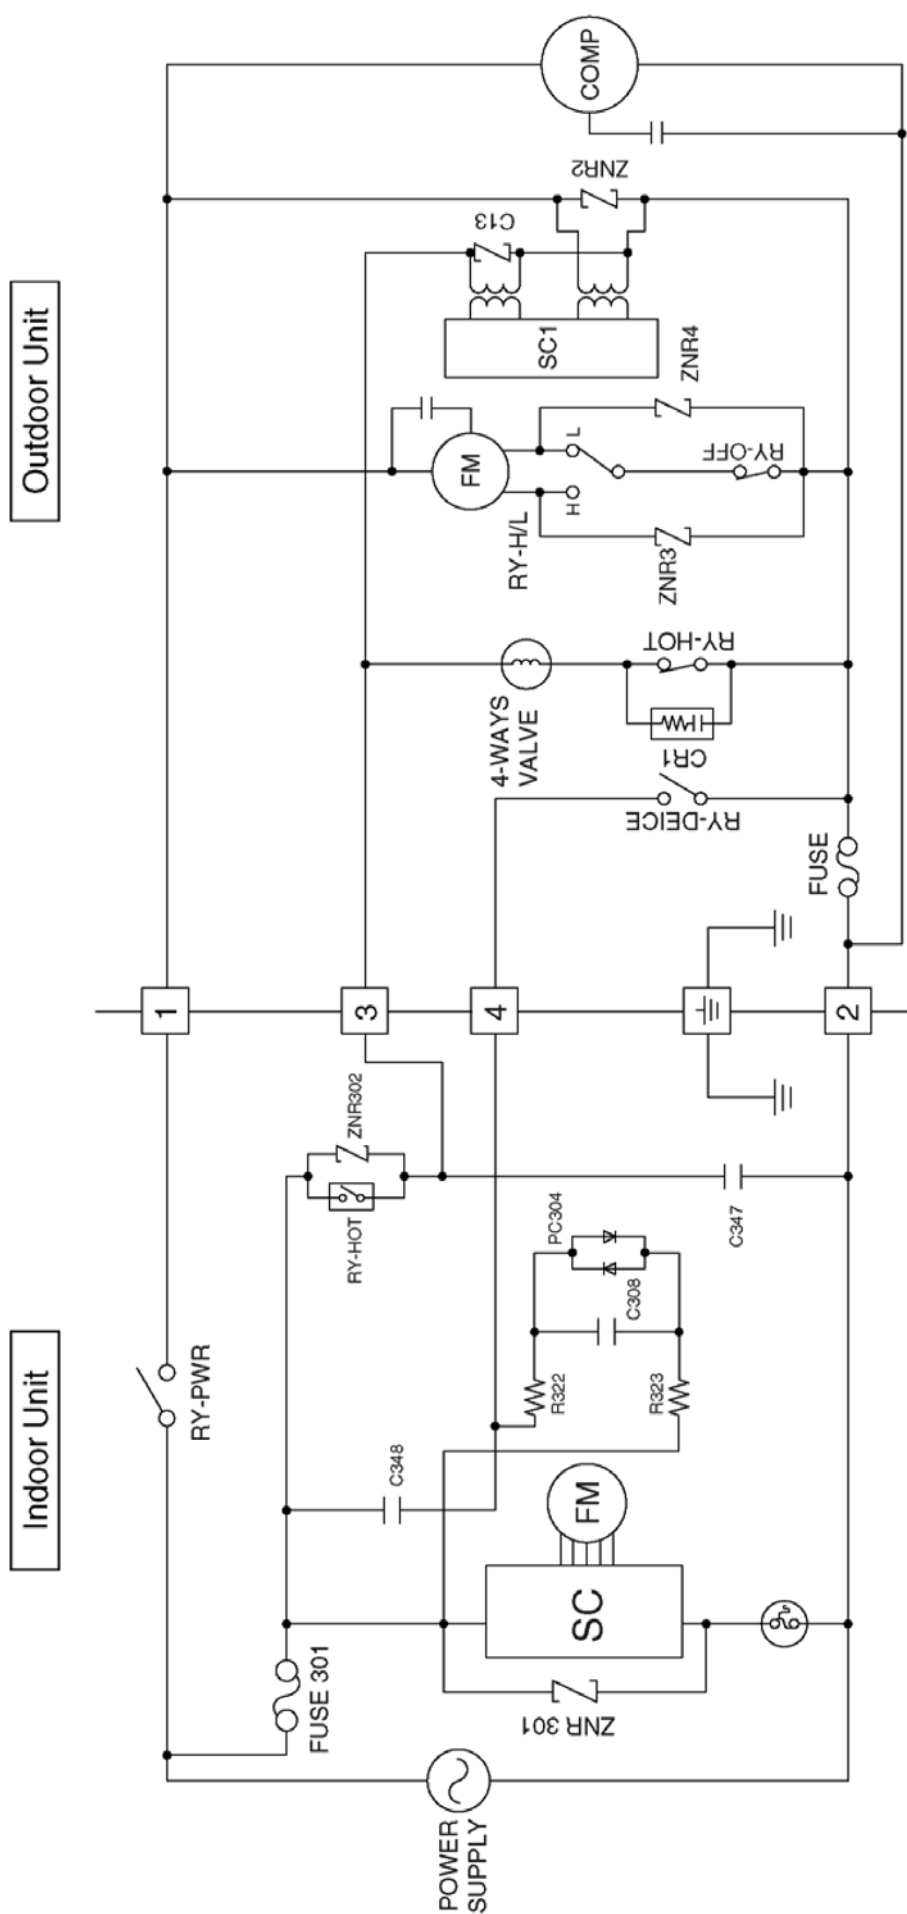 Indoor Unit
Outdoor Unit
POWER
SUPPLY
FUSE 301
RY-PWR
ZNR 301
SC
FM
C348
R322
R323
C308
PC304
RY-HOT
ZNR302
C347
1
3
4
2
FUSE
RY-DEICE
4-WAYS
VALVE
CR1
RY-HOT
RY-H/L
FM
H
L
ZNR3
RY-OFF
ZNR4
SC1
C13
ZNR2
COMP